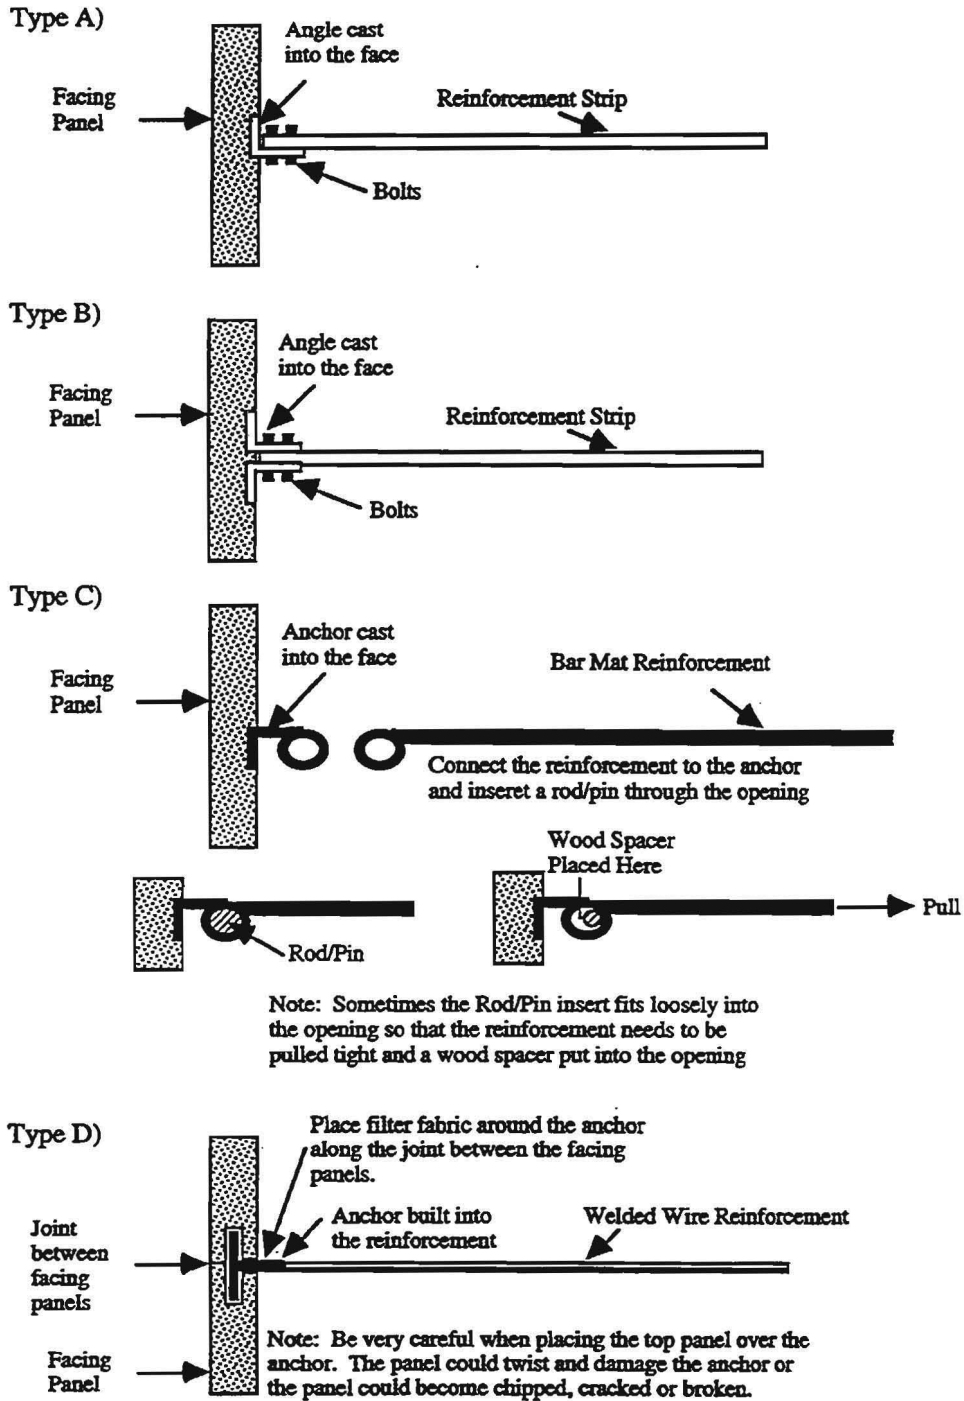 Type A)
Angle cast
into the face
Facing
Panel
Reinforcement Strip
Bolts
Type B)
Angle cast
into the face
Facing
Panel
Reinforcement Strip
Bolts
Type C)
Anchor cast
into the face
Facing
Panel
Bar Mat Reinforcement
Connect the reinforcement to the anchor
and inseret a rod/pin through the opening
Wood Spacer
Placed Here
Pull
Rod/Pin
Note: Sometimes the Rod/Pin insert fits loosely into
the opening so that the reinforcement needs to be
pulled tight and a wood spacer put into the opening
Type D)
Place filter fabric around the anchor
along the joint between the facing
panels.
Joint
between
facing
panels
Anchor built into
the reinforcement
Welded Wire Reinforcement
Facing
Panel
Note: Be very careful when placing the top panel over the
anchor. The panel could twist and damage the anchor or
the panel could become chipped, cracked or broken.